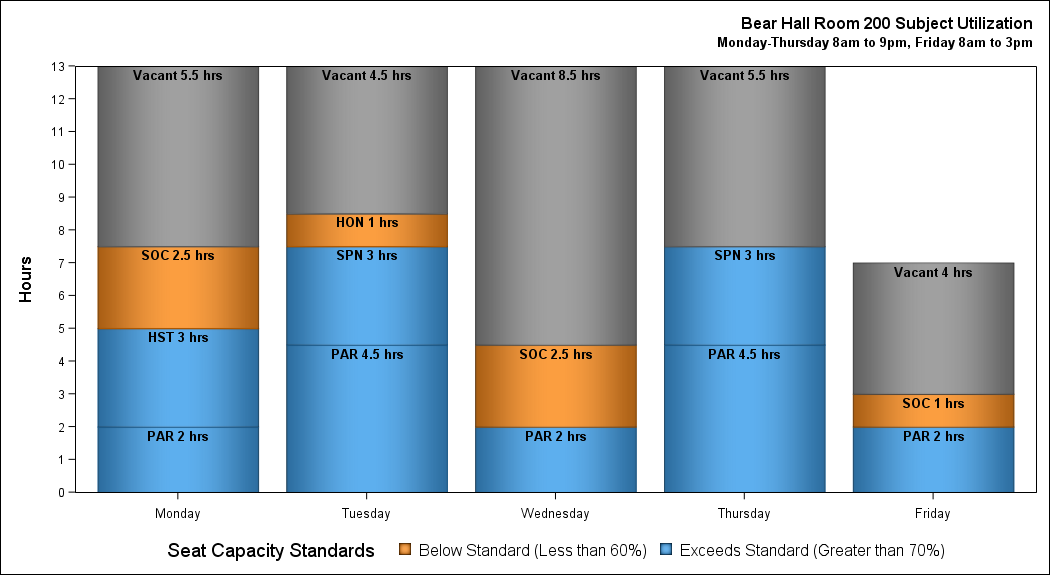 Bear Hall Room 200 Subject Utilization
Monday-Thursday 8am to 9pm, Friday 8am to 3pm
Hours
13
12
11
10
9
8
7
6
5
4
3
2
1
0
Vacant 5.5 hrs
SOC 2.5 hrs
HST 3 hrs
PAR 2 hrs
Vacant 4.5 hrs
HON 1 hrs
SPN 3 hrs
PAR 4.5 hrs
Vacant 8.5 hrs
SOC 2.5 hrs
PAR 2 hrs
Vacant 5.5 hrs
SPN 3 hrs
PAR 4.5 hrs
Vacant 4 hrs
SOC 1 hrs
PAR 2 hrs
Monday Tuesday Wednesday Thursday Friday
Seat Capacity Standards Below Standard (Less than 60%) Exceeds Standard (Greater than 70%)